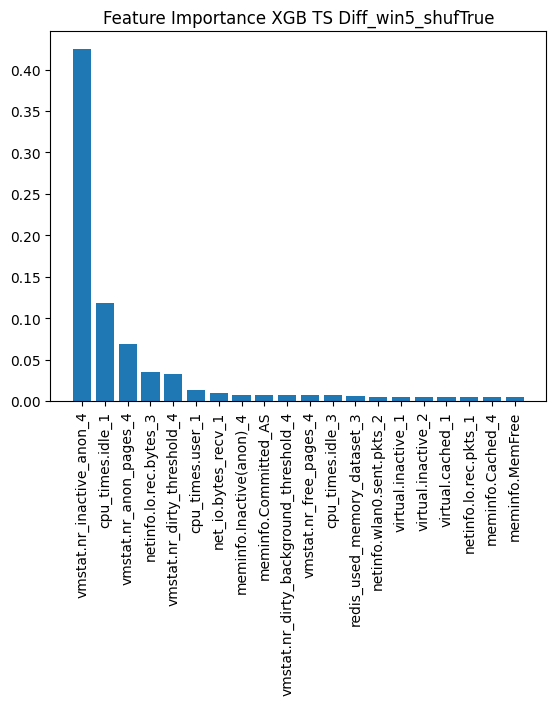 Feature Importance XGB TS Diff_win5_shufTrue
0.40
0.35
0.30
0.25
0.20
0.15
0.10
0.05
0.00
vmstat.nr_inactive_anon_4
cpu_times.idle_1
vmstat.nr_anon_pages_4
netinfo.lo.rec.bytes_3
vmstat.nr_dirty_threshold_4
cpu_times.user_1
net_io.bytes_recv_1
meminfo.Inactive(anon)_4
meminfo.Committed_AS
vmstat.nr_dirty_background_threshold_4
vmstat.nr_free_pages_4
cpu_times.idle_3
redis_used_memory_dataset_3
netinfo.wlan0.sent.pkts_2
virtual.inactive_1
virtual.inactive_2
virtual.cached_1
netinfo.lo.rec.pkts_1
meminfo.Cached_4
meminfo.MemFree